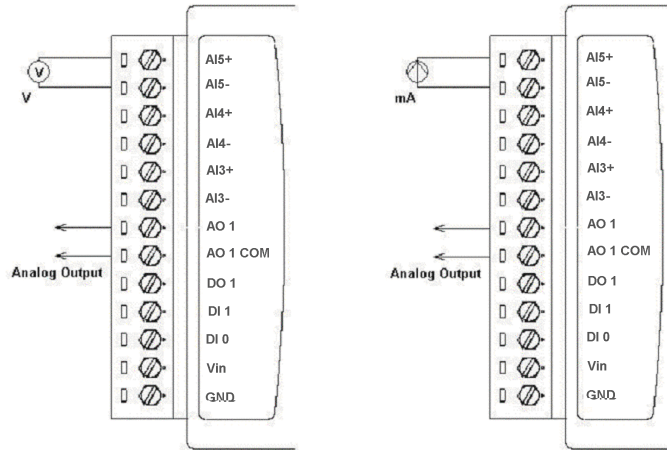 V
V
AI5+
AI5-
AI4+
AI4-
AI3+
AI3-
AO 1
AO 1 COM
Analog Output
DO 1
DI 1
DI 0
Vin
GND
mA
AI5+
AI5-
AI4+
AI4-
AI3+
AI3-
AO 1
AO 1 COM
Analog Output
DO 1
DI 1
DI 0
Vin
GND